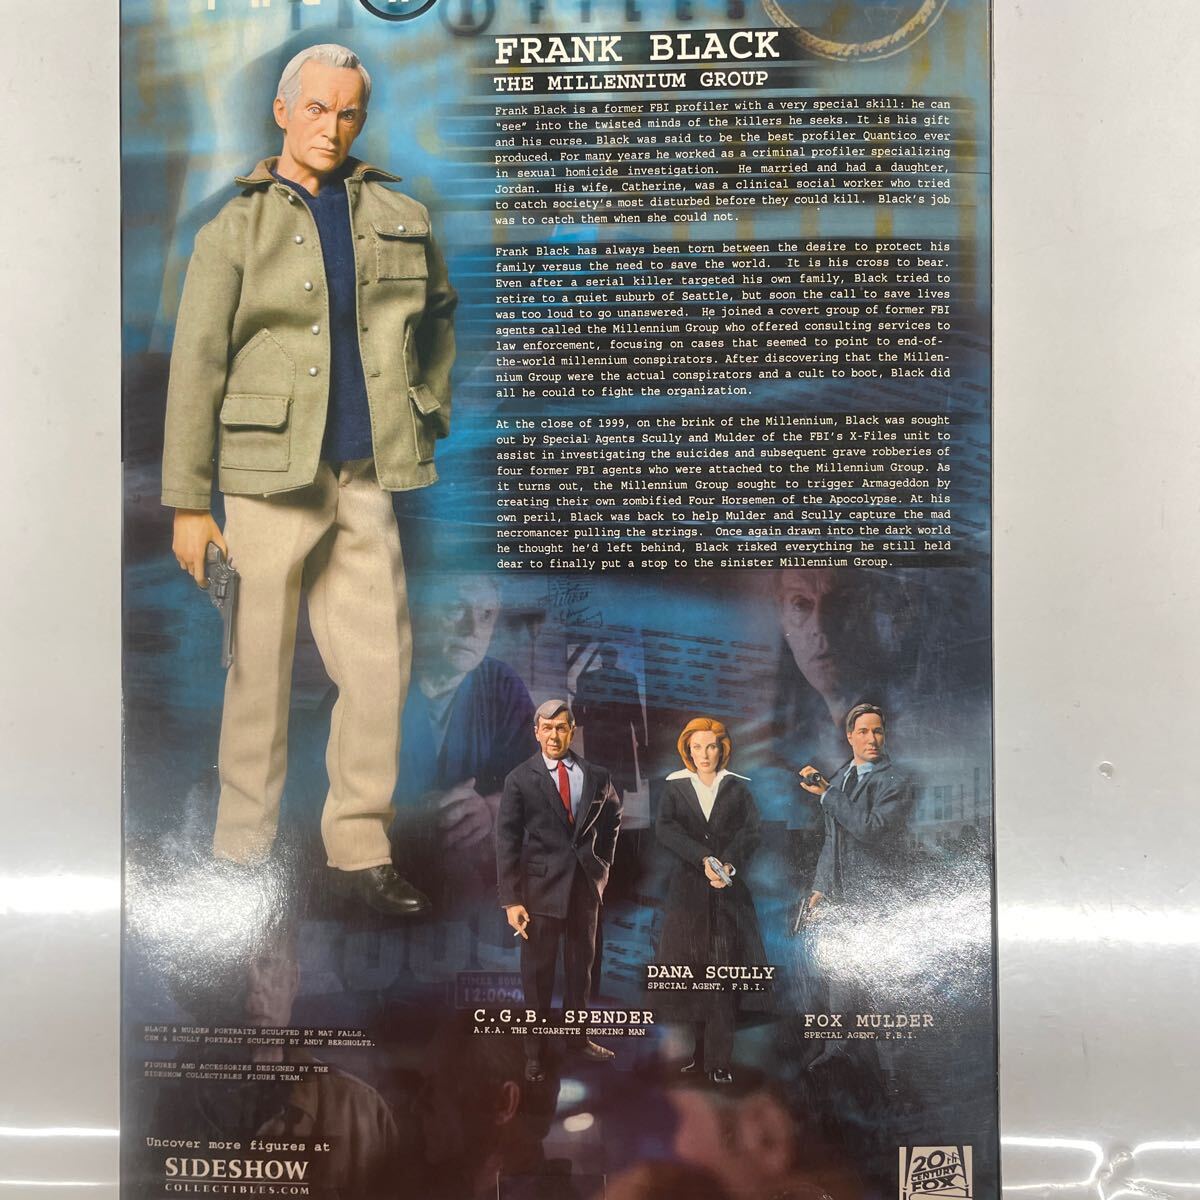 FRANK BLACK
THE MILLENNIUM GROUP
Frank Black is a former FBI profiler with a very special skill: he can
"see" into the twisted minds of the killers he seeks. It is his gift
and his curse. Black was said to be the best profiler Quantico ever
produced. For many years he worked as a criminal profiler specializing
in sexual homicide investigation. He married and had a daughter,
Jordan. His wife, Catherine, was a clinical social worker who tried
to catch society's most disturbed before they could kill. Black's job
was to catch them when she could not.
Frank Black has always been torn between the desire to protect his
family versus the need to save the world. It is his cross to bear.
Even after a serial killer targeted his own family, Black tried to
retire to a quiet suburb of Seattle, but soon the call to save lives
was too loud to go unanswered. He joined a covert group of former FBI
agents called the Millennium Group who offered consulting services to
law enforcement, focusing on cases that seemed to point to end-of-
the-world millennium conspirators. After discovering that the Millen-
nium Group were the actual conspirators and a cult to boot, Black did
all he could to fight the organization.
At the close of 1999, on the brink of the Millennium, Black was sought
out by Special Agents Scully and Mulder of the FBI's X-Files unit to
assist in investigating the suicides and subsequent grave robberies of
four former FBI agents who were attached to the Millennium Group. As
it turns out, the Millennium Group sought to trigger Armageddon by
creating their own zombified Four Horsemen of the Apocolypse. At his
own peril, Black was back to help Mulder and Scully capture the mad
necromancer pulling the strings. Once again drawn into the dark world
he thought he'd left behind, Black risked everything he still held
dear to finally put a stop to the sinister Millennium Group.
DANA SCULLY
SPECIAL AGENT, F.B.I.
C.G.B. SPENDER
A.K.A. THE CIGARETTE SMOKING MAN
FOX MULDER
SPECIAL AGENT, F.B.I.
BLACK & MULDER PORTRAITS SCULPTED BY MAT FALLS.
CSM & SCULLY PORTRAIT SCULPTED BY ANDY BERGHOLTZ.
FIGURES AND ACCESSORIES DESIGNED BY THE
SIDESHOW COLLECTIBLES FIGURE TEAM.
Uncover more figures at
SIDESHOW
COLLECTIBLES.COM
20th
CENTURY
FOX